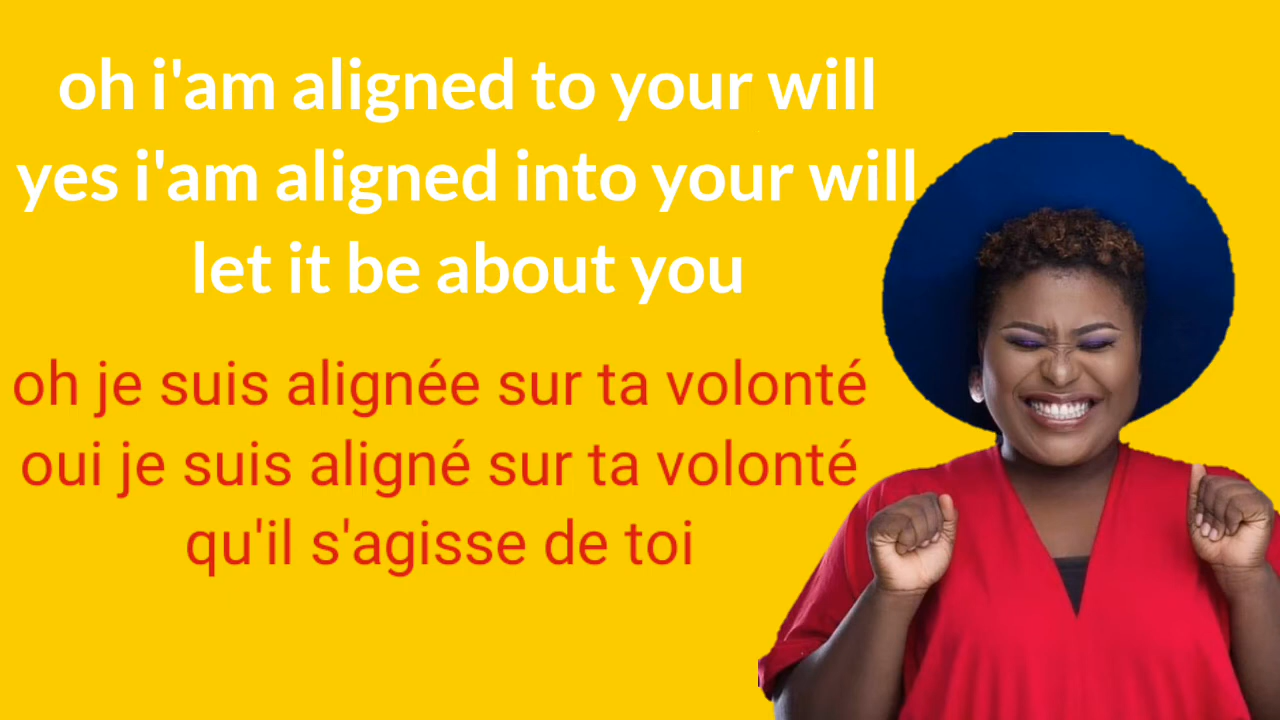 oh i'am aligned to your will
yes i'am aligned into your will
let it be about you
oh je suis alignée sur ta volonté
oui je suis aligné sur ta volonté
qu'il s'agisse de toi